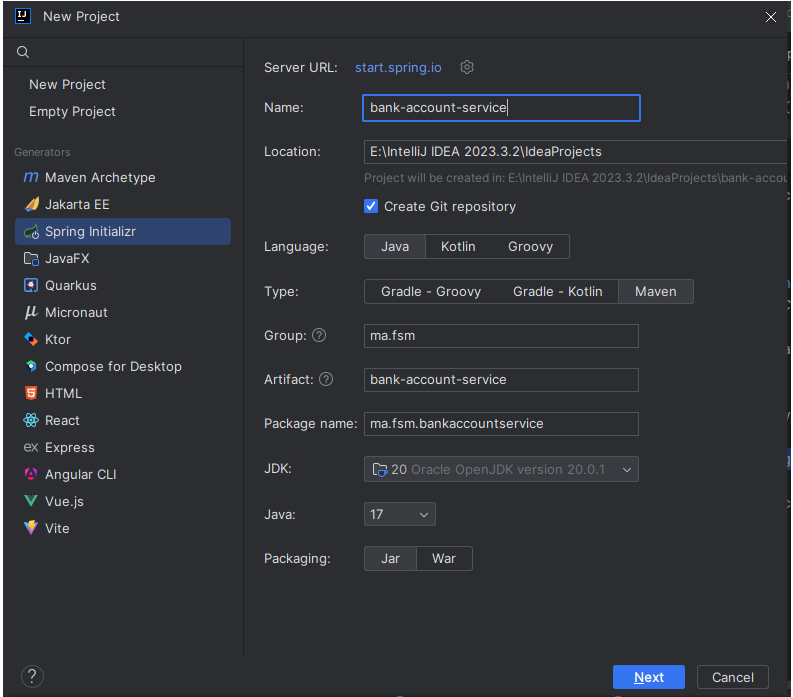 New Project
New Project
Empty Project
Generators
Maven Archetype
Jakarta EE
Spring Initializr
JavaFX
Quarkus
Micronaut
Ktor
Compose for Desktop
HTML
React
Express
Angular CLI
Vue.js
Vite
Server URL: start.spring.io
Name: bank-account-service
Location: E:\IntelliJ IDEA 2023.3.2\IdeaProjects
Project will be created in: E:\IntelliJ IDEA 2023.3.2\IdeaProjects\bank-accou
Create Git repository
Language: Java Kotlin Groovy
Type: Gradle - Groovy Gradle - Kotlin Maven
Group: ? ma.fsm
Artifact: ? bank-account-service
Package name: ma.fsm.bankaccountservice
JDK: 20 Oracle OpenJDK version 20.0.1
Java: 17
Packaging: Jar War
? Next Cancel